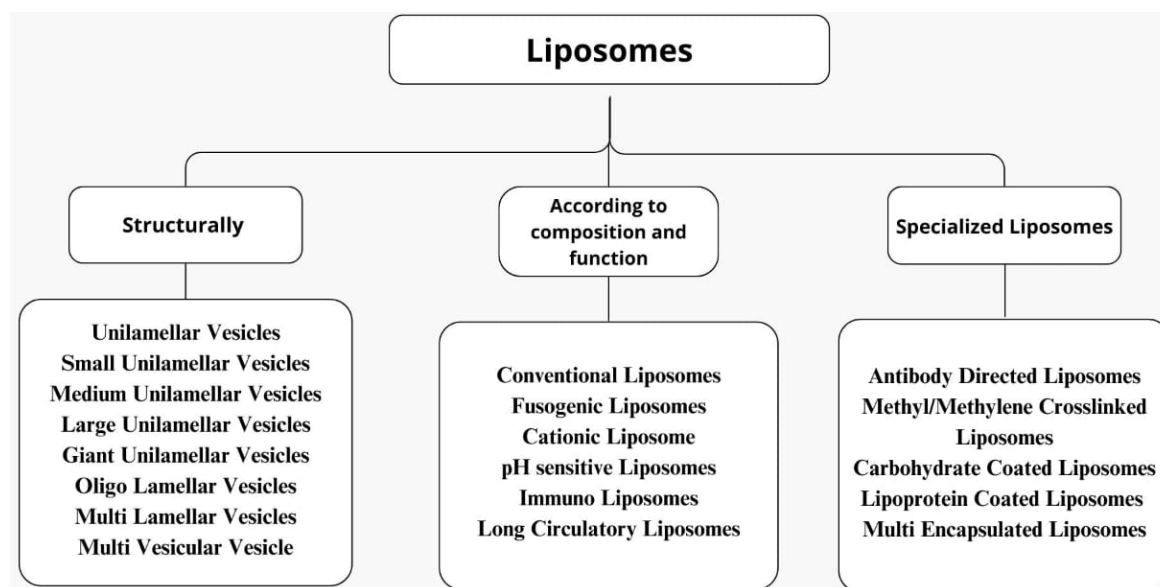 Liposomes
Structurally
Unilamellar Vesicles
Small Unilamellar Vesicles
Medium Unilamellar Vesicles
Large Unilamellar Vesicles
Giant Unilamellar Vesicles
Oligo Lamellar Vesicles
Multi Lamellar Vesicles
Multi Vesicular Vesicle
According to
composition and
function
Conventional Liposomes
Fusogenic Liposomes
Cationic Liposome
pH sensitive Liposomes
Immuno Liposomes
Long Circulatory Liposomes
Specialized Liposomes
Antibody Directed Liposomes
Methyl/Methylene Crosslinked
Liposomes
Carbohydrate Coated Liposomes
Lipoprotein Coated Liposomes
Multi Encapsulated Liposomes